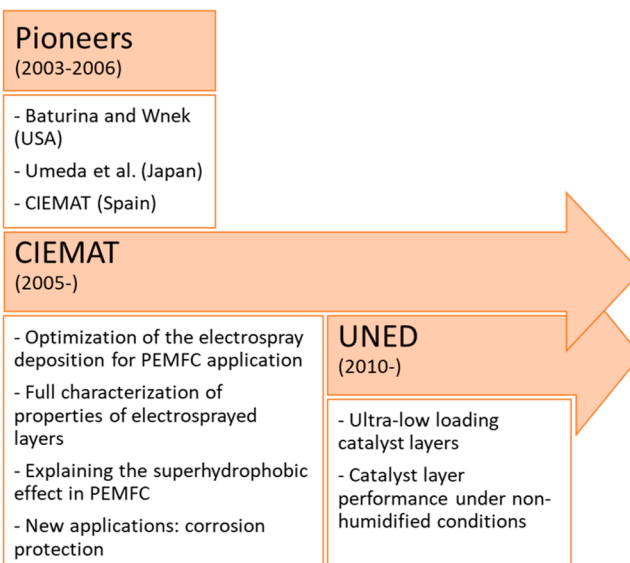 Pioneers
(2003-2006)
- Baturina and Wnek
(USA)
- Umeda et al. (Japan)
- CIEMAT (Spain)
CIEMAT
(2005-)
- Optimization of the electrospray
deposition for PEMFC application
- Full characterization of
properties of electrosprayed
layers
- Explaining the superhydrophobic
effect in PEMFC
- New applications: corrosion
protection
UNED
(2010-)
- Ultra-low loading
catalyst layers
- Catalyst layer
performance under non-
humidified conditions